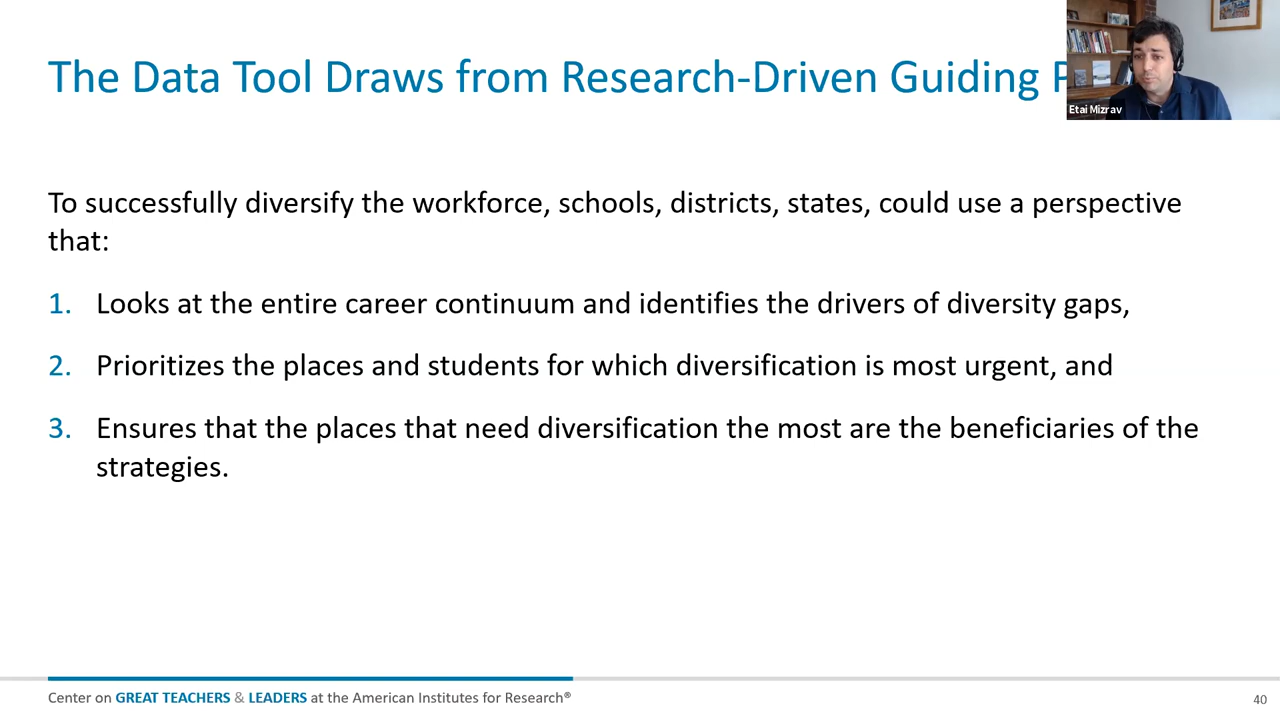 The Data Tool Draws from Research-Driven Guiding
Etai Mizrav
To successfully diversify the workforce, schools, districts, states, could use a perspective
that:
1. Looks at the entire career continuum and identifies the drivers of diversity gaps,
2. Prioritizes the places and students for which diversification is most urgent, and
3. Ensures that the places that need diversification the most are the beneficiaries of the
strategies.
Center on GREAT TEACHERS & LEADERS at the American Institutes for Research®
40